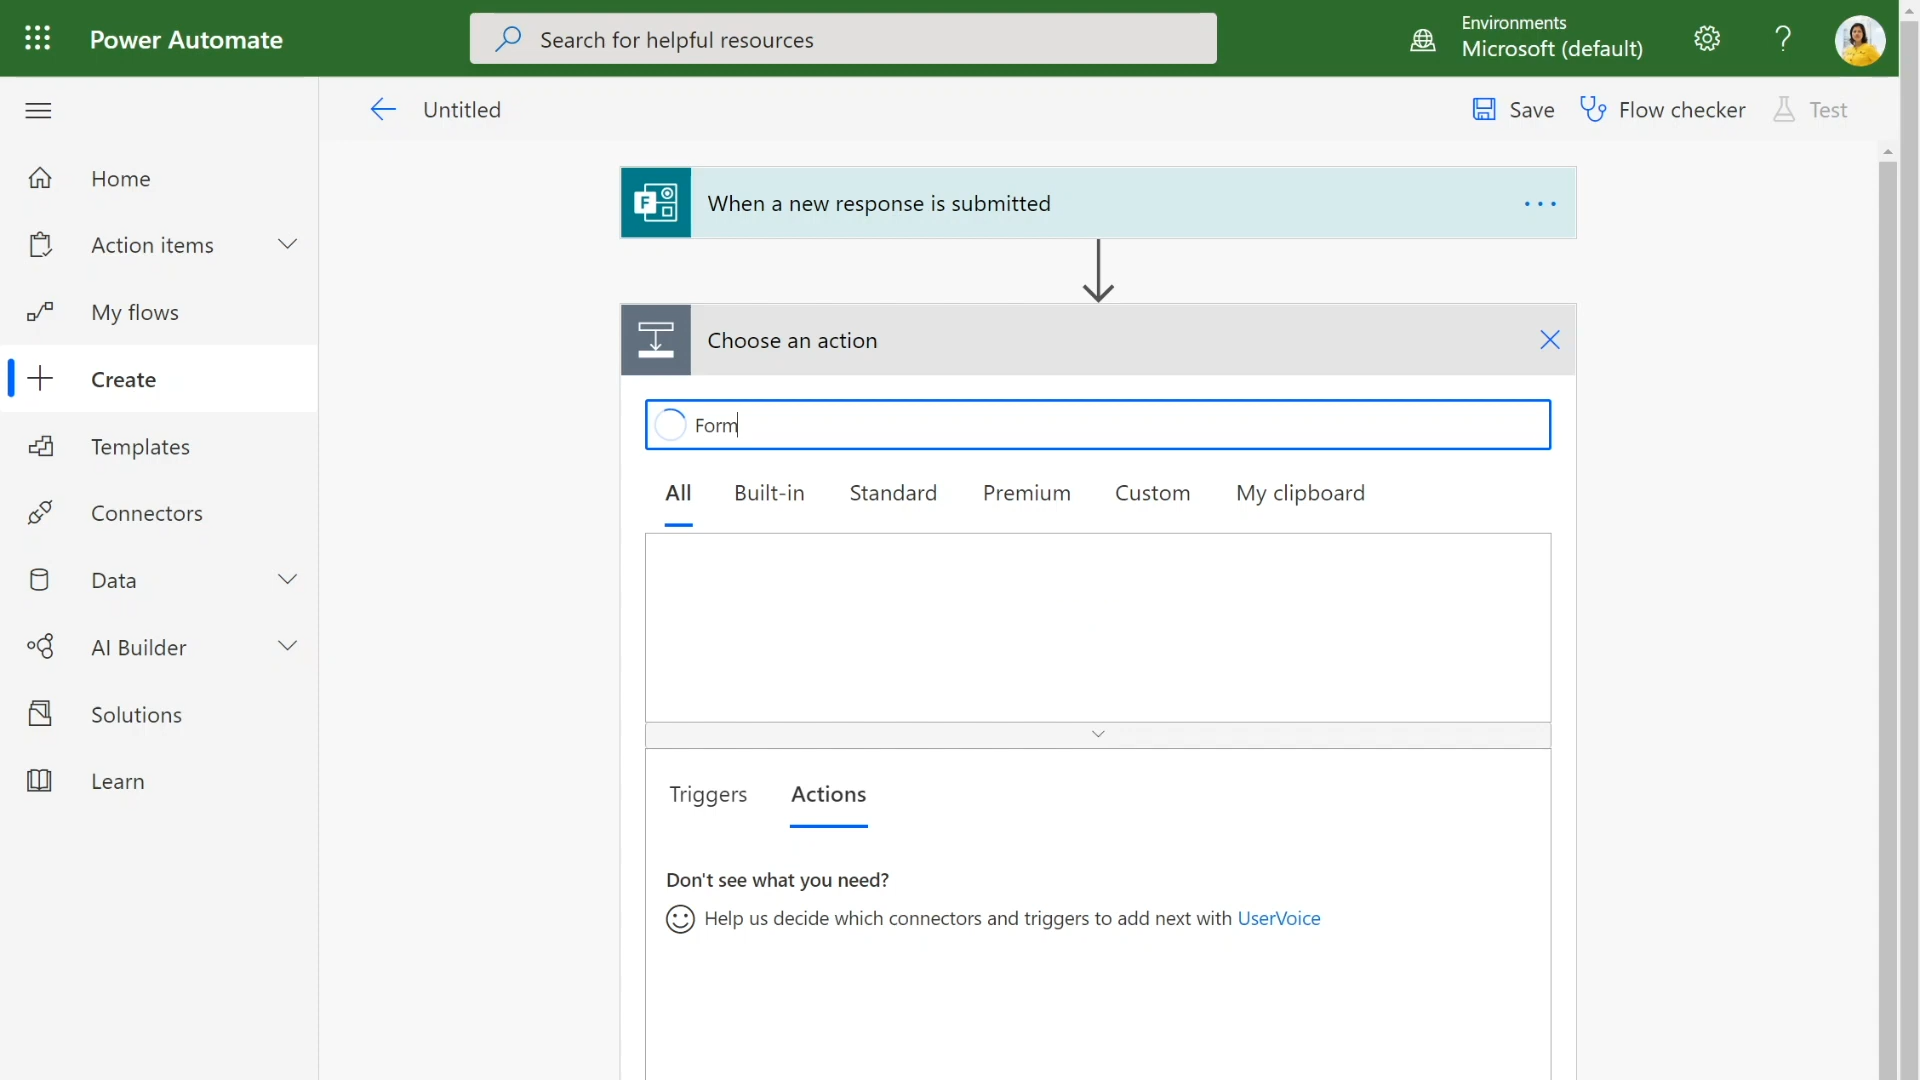 Power Automate
Search for helpful resources
Environments
Microsoft (default)
Untitled
Save
Flow checker
Test
Home
Action items
My flows
Create
Templates
Connectors
Data
AI Builder
Solutions
Learn
F
When a new response is submitted
Choose an action
Form
All
Built-in
Standard
Premium
Custom
My clipboard
Triggers
Actions
Don't see what you need?
Help us decide which connectors and triggers to add next with UserVoice